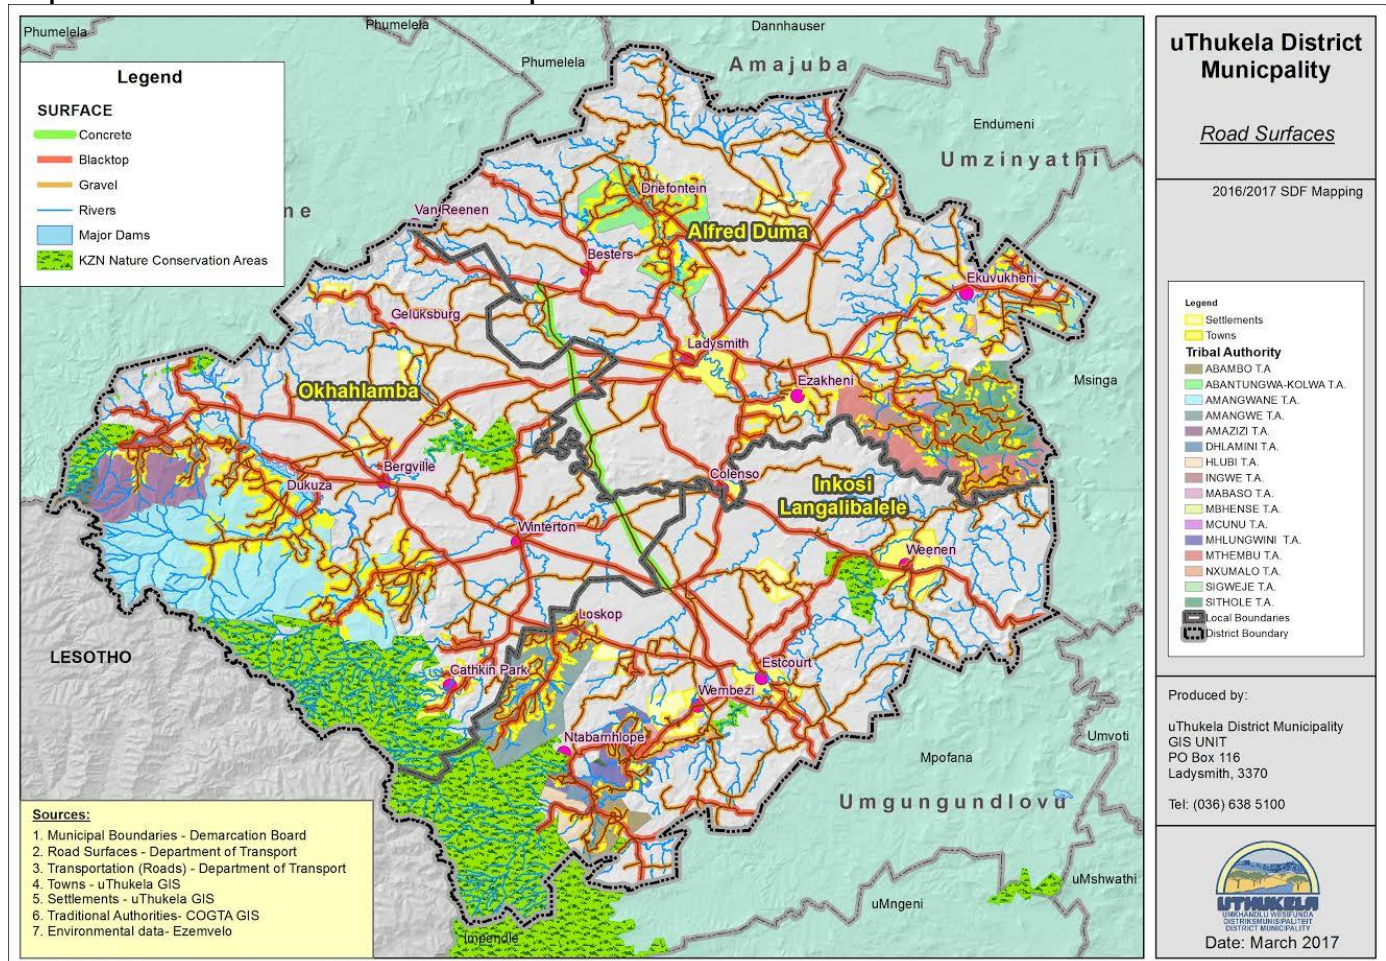 Phumelela
Phumelela
Dannhauser
Phumelela
Amajuba
Endumeni
Umzinyathi
ne
Legend
SURFACE
Concrete
Blacktop
Gravel
Rivers
Major Dams
KZN Nature Conservation Areas
Van Reenen
Driefontein
Alfred Duma
Besters
Ekuvukheni
Geluksburg
Ladysmith
Okhahlamba
Ezakheni
Msinga
Bergville
Dukuza
Colenso
Inkosi
Langalibalele
Winterton
Weenen
Loskop
LESOTHO
Cathkin Park
Estcourt
Wembezi
Ntabamhlope
Mpofana
Umvoti
Umgungundlovu
uMshwathi
uMngeni
Impendle
Sources:
1. Municipal Boundaries - Demarcation Board
2. Road Surfaces - Department of Transport
3. Transportation (Roads) - Department of Transport
4. Towns - uThukela GIS
5. Settlements - uThukela GIS
6. Traditional Authorities- COGTA GIS
7. Environmental data- Ezemvelo
uThukela District
Municpality
Road Surfaces
2016/2017 SDF Mapping
Legend
Settlements
Towns
Tribal Authority
ABAMBO T.A
ABANTUNGWA-KOLWA T.A.
AMANGWANE T.A.
AMANGWE T.A.
AMAZIZI T.A.
DHLAMINI T.A.
HLUBI T.A.
INGWE T.A.
MABASO T.A.
MBHENSE T.A.
MCUNU T.A.
MHLUNGWINI T.A.
MTHEMBU T.A.
NXUMALO T.A.
SIGWEJE T.A.
SITHOLE T.A.
Local Boundaries
District Boundary
Produced by:
uThukela District Municipality
GIS UNIT
PO Box 116
Ladysmith, 3370
Tel: (036) 638 5100
UTHUKELA
UMKHANDLU WESIFUNDA
DISTRIKSMUNISIPALITEIT
DISTRICT MUNICIPALITY
Date: March 2017